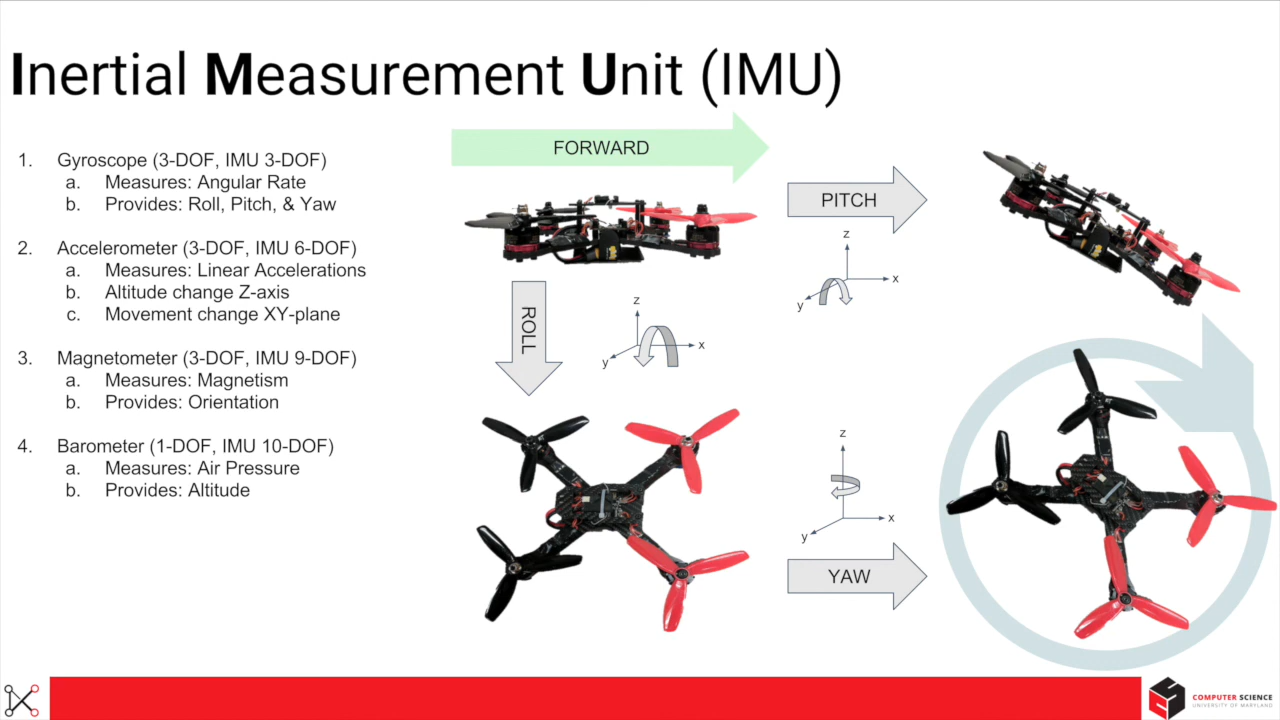 Inertial Measurement Unit (IMU)
1. Gyroscope (3-DOF, IMU 3-DOF)
a. Measures: Angular Rate
b. Provides: Roll, Pitch, & Yaw
2. Accelerometer (3-DOF, IMU 6-DOF)
a. Measures: Linear Accelerations
b. Altitude change Z-axis
c. Movement change XY-plane
3. Magnetometer (3-DOF, IMU 9-DOF)
a. Measures: Magnetism
b. Provides: Orientation
4. Barometer (1-DOF, IMU 10-DOF)
a. Measures: Air Pressure
b. Provides: Altitude
FORWARD
PITCH
z
x
y
ROLL
z
x
y
z
x
y
YAW
COMPUTER SCIENCE
UNIVERSITY OF MARYLAND